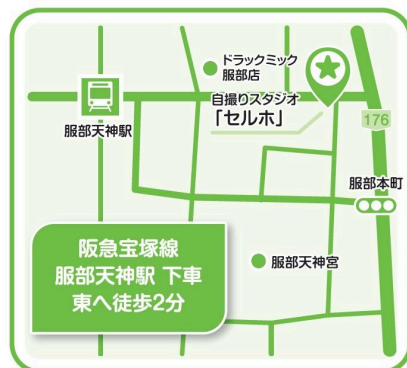 ドラックミック
服部店
自撮りスタジオ
「セルホ」
176
服部天神駅
服部本町
阪急宝塚線
服部天神駅 下車
東へ徒歩2分
服部天神宮